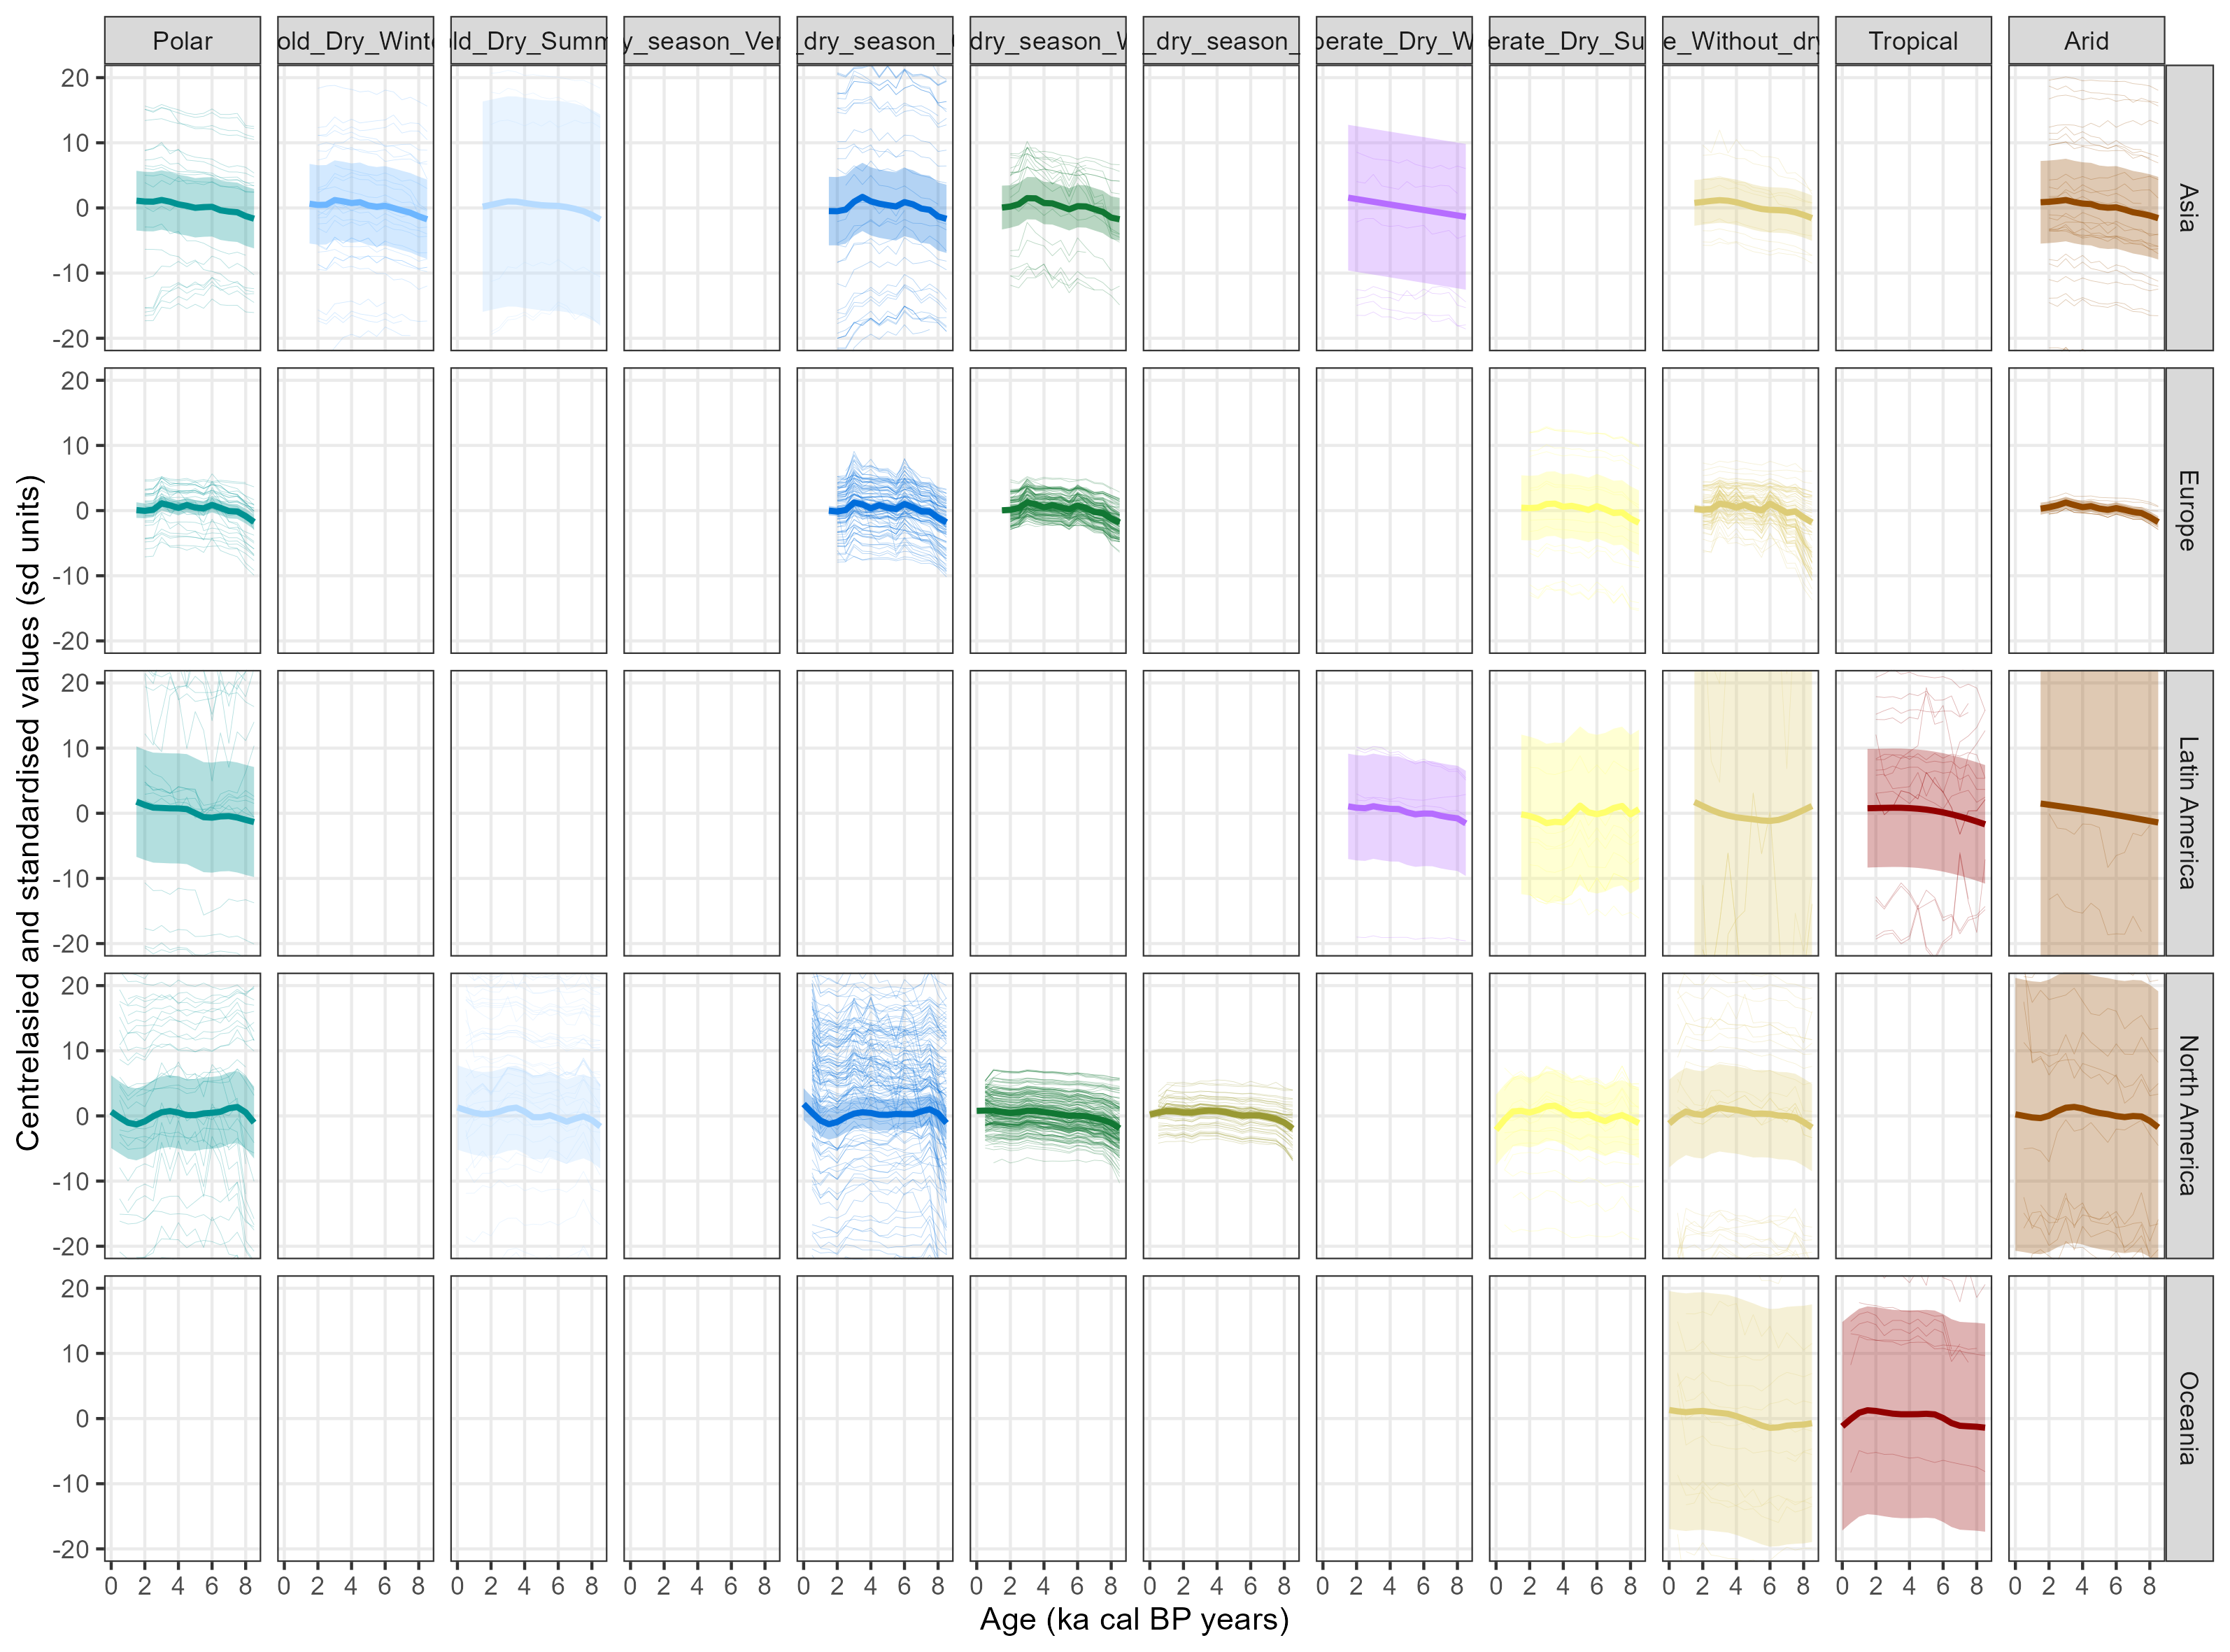 Polar old_Dry_Winte ld_Dry_Summ y_season_Ver _dry_season_ dry_season_W _dry_season_ perate_Dry_W erate_Dry_Su e_Without_dry Tropical Arid
20 10 0 -10 -20 Asia
20 10 0 -10 -20 Europe
20 10 0 -10 -20 Latin America
20 10 0 -10 -20 North America
20 10 0 -10 -20 Oceania
Centrelasied and standardised values (sd units)
0 2 4 6 8 0 2 4 6 8 0 2 4 6 8 0 2 4 6 8 0 2 4 6 8 0 2 4 6 8 0 2 4 6 8 0 2 4 6 8 0 2 4 6 8 0 2 4 6 8 0 2 4 6 8 0 2 4 6 8
Age (ka cal BP years)